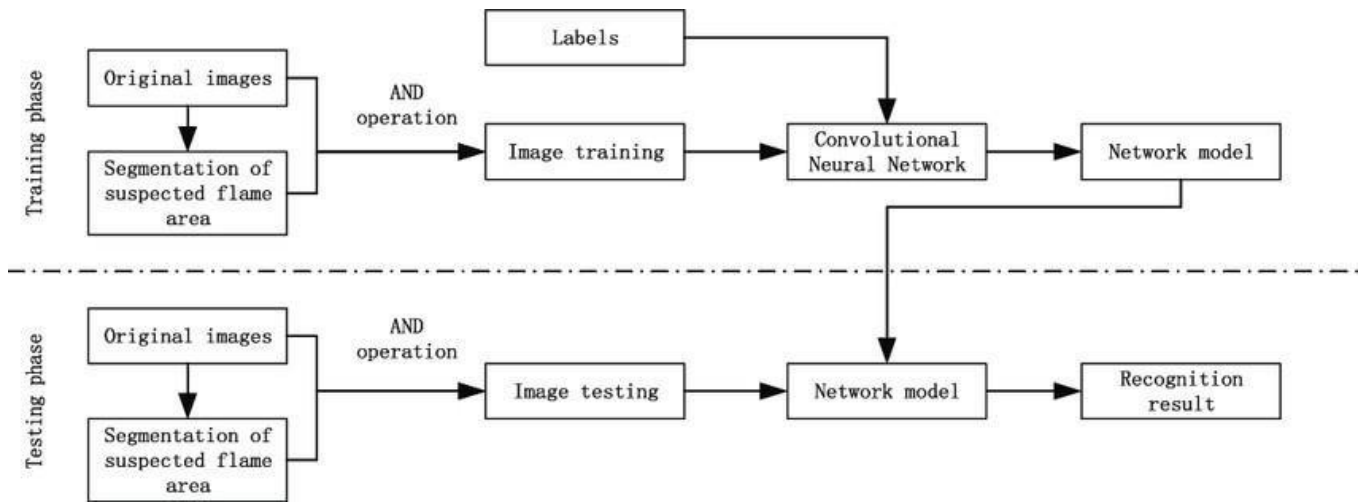 Training phase
Original images
Segmentation of
suspected flame
area
AND
operation
Labels
Image training
Convolutional
Neural Network
Network model
Testing phase
Original images
Segmentation of
suspected flame
area
AND
operation
Image testing
Network model
Recognition
result